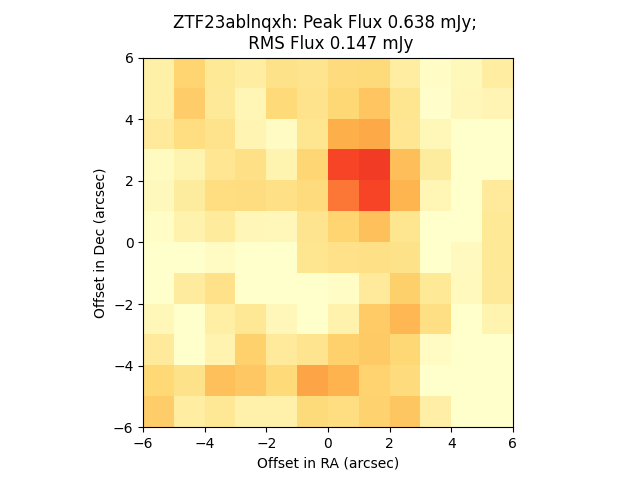 ZTF23ablnqxh: Peak Flux 0.638 mJy;
RMS Flux 0.147 mJy
6
4
2
0
−2
−4
−6
Offset in Dec (arcsec)
−6 −4 −2 0 2 4 6
Offset in RA (arcsec)